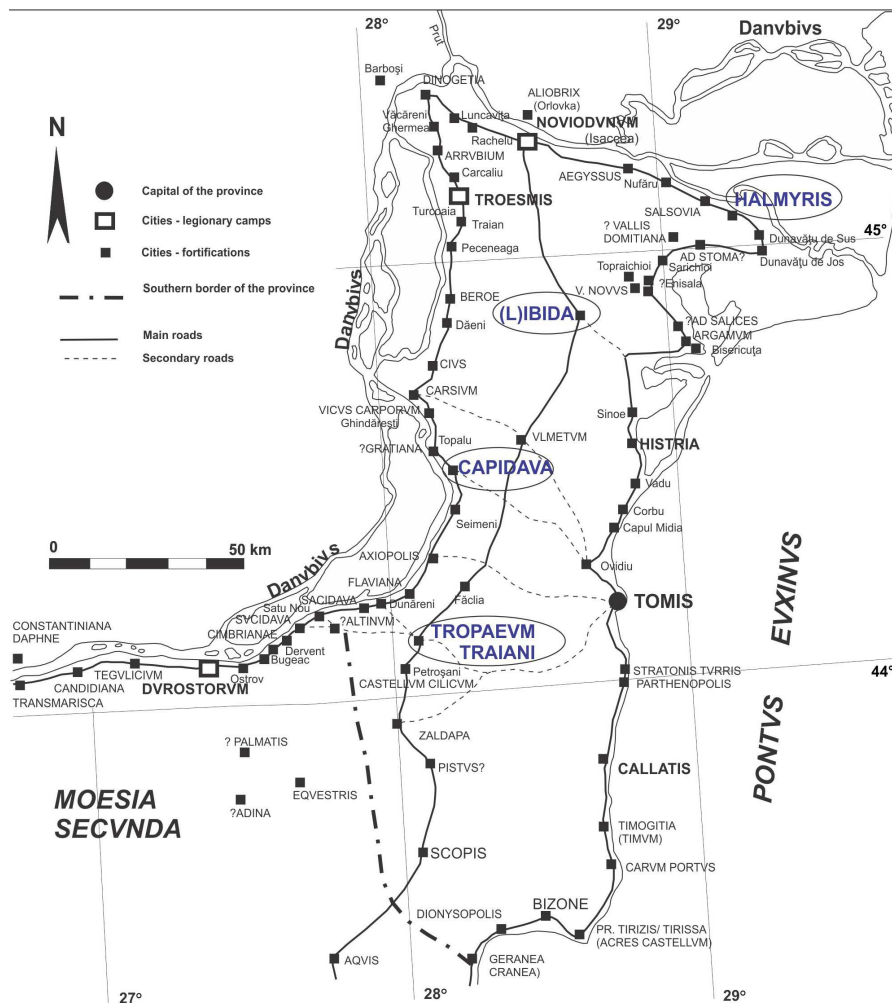 28°
29°
Danvbivs
Prut
Barboşi
DINOGETIA
ALIOBRIX
(Orlovka)
Văcăreni
Ghermea
Luncaviţa
NOVIODVNVM
(Isaccea)
Rachelu
N
ARRVBIUM
Carcaliu
AEGYSSUS
Nufăru
Capital of the province
TROESMIS
HALMYRIS
Turcoaia
SALSOVIA
Cities - legionary camps
Traian
? VALLIS
DOMITIANA
45°
Dunavăţu de Sus
Cities - fortifications
Peceneaga
AD STOMA?
Dunavăţu de Jos
Sarichioi
Topraichioi
?Enisala
V. NOVVS
Southern border of the province
BEROE
(L)IBIDA
Danvbivs
Dăeni
?AD SALICES
ARGAMVM
Bisericuţa
Main roads
Secondary roads
CIVS
CARSIVM
VICVS CARPORVM
Ghindăreşti
Sinoe
Topalu
VLMETVM
HISTRIA
?GRATIANA
CAPIDAVA
Vadu
Corbu
Seimeni
Capul Midia
0
50 km
AXIOPOLIS
Ovidiu
Danvbivs
FLAVIANA
Făclia
EVXINVS
SACIDAVA
Dunăreni
Satu Nou
TOMIS
SVCIDAVA
?ALTINVM
CONSTANTINIANA
DAPHNE
CIMBRIANAE
TROPAEVM
TRAIANI
Dervent
Bugeac
TEGVLICIVM
Ostrov
Petroşani
STRATONIS TVRRIS
44°
CANDIDIANA
DVROSTORVM
CASTELLVM CILICVM
PARTHENOPOLIS
TRANSMARISCA
ZALDAPA
? PALMATIS
PISTVS?
CALLATIS
PONTVS
EQVESTRIS
MOESIA
SECVNDA
?ADINA
TIMOGITIA
(TIMVM)
SCOPIS
CARVM PORTVS
BIZONE
DIONYSOPOLIS
PR. TIRIZIS/ TIRISSA
(ACRES CASTELLVM)
AQVIS
GERANEA
CRANEA)
27°
28°
29°